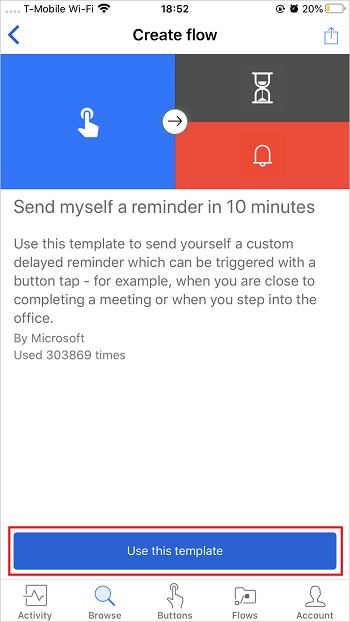 T-Mobile Wi-Fi 18:52 20%
Create flow
Send myself a reminder in 10 minutes
Use this template to send yourself a custom
delayed reminder which can be triggered with a
button tap - for example, when you are close to
completing a meeting or when you step into the
office.
By Microsoft
Used 303869 times
Use this template
Activity Browse Buttons Flows Account